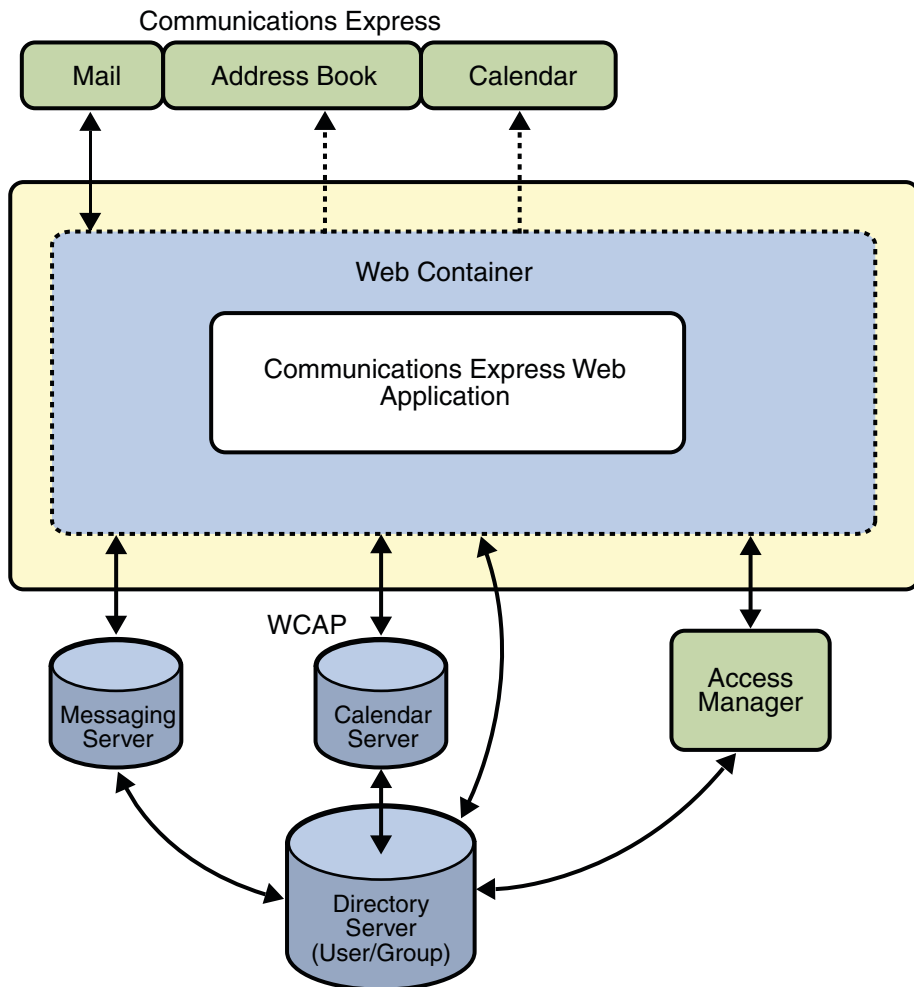 Communications Express
Mail
Address Book
Calendar
Web Container
Communications Express Web
Application
WCAP
Messaging
Server
Calendar
Server
Access
Manager
Directory
Server
(User/Group)